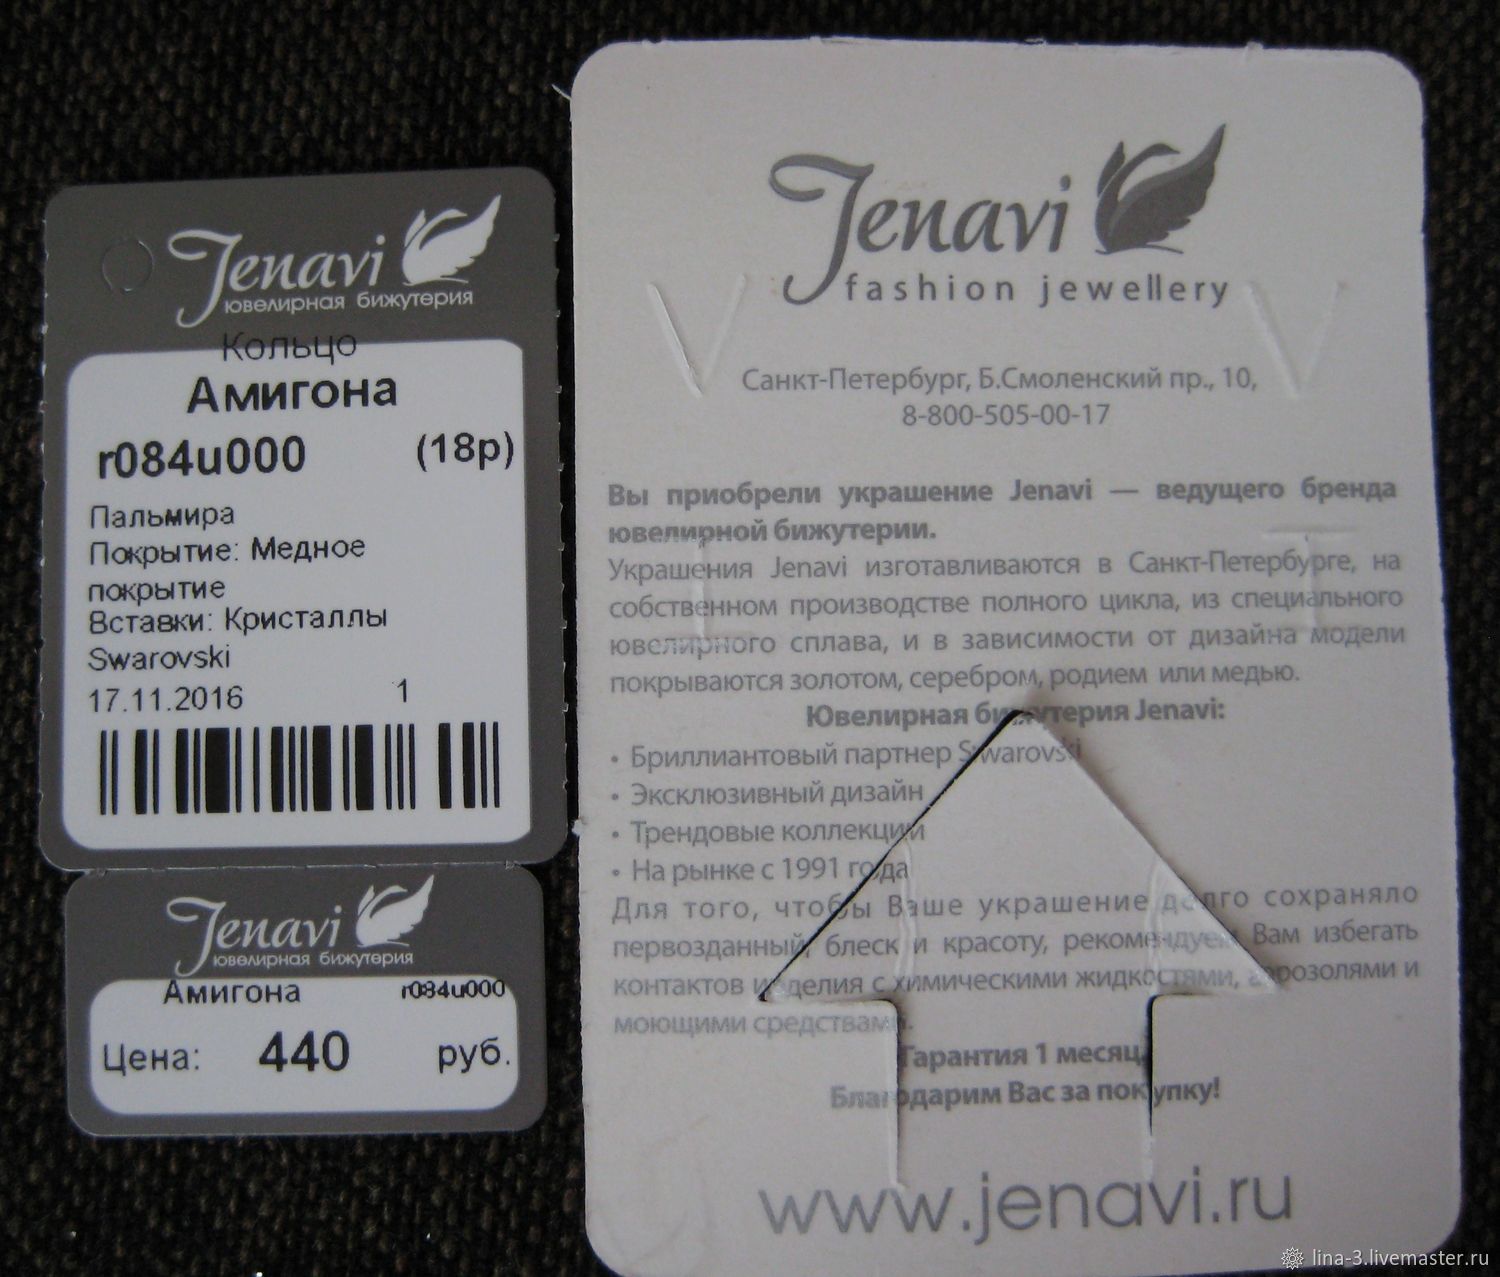 Jenavi
ювелирная бижутерия
Кольцо
Амигона
r084u000 (18р)
Пальмира
Покрытие: Медное
покрытие
Вставки: Кристаллы
Swarovski
17.11.2016 1
Jenavi
ювелирная бижутерия
Амигона r084u000
Цена: 440 руб.
Jenavi
fashion jewellery
Санкт-Петербург, Б.Смоленский пр., 10,
8-800-505-00-17
Вы приобрели украшение Jenavi — ведущего бренда
ювелирной бижутерии.
Украшения Jenavi изготавливаются в Санкт-Петербурге, на
собственном производстве полного цикла, из специального
ювелирного сплава, и в зависимости от дизайна модели
покрываются золотом, серебром, родием или медью.
Ювелирная бижутерия Jenavi:
• Бриллиантовый партнер Swarovski
• Эксклюзивный дизайн
• Трендовые коллекции
• На рынке с 1991 года
Для того, чтобы Ваше украшение долго сохраняло
первозданный блеск и красоту, рекомендуем Вам избегать
контактов изделия с химическими жидкостями, аэрозолями и
моющими средствами.
Гарантия 1 месяц.
Благодарим Вас за покупку!
www.jenavi.ru
lina-3.livemaster.ru